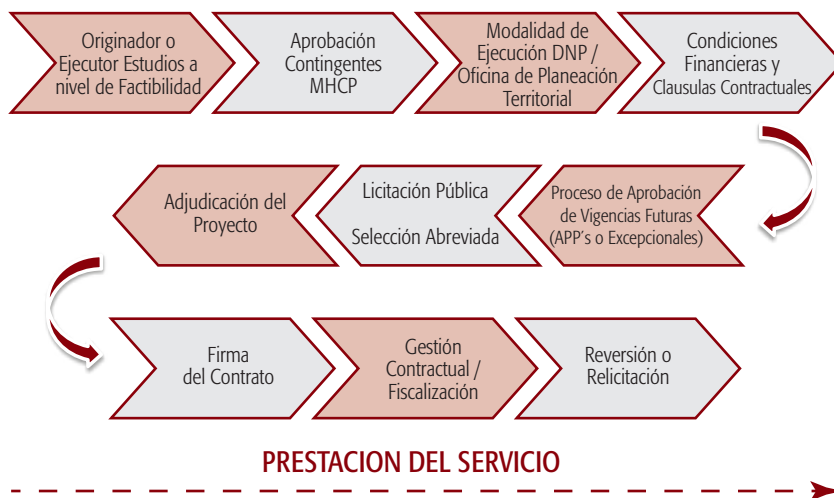 Originador o
Ejecutor Estudios a
nivel de Factibilidad
Aprobación
Contingentes
MHCP
Modalidad de
Ejecución DNP /
Oficina de Planeación
Territorial
Condiciones
Financieras y
Clausulas Contractuales
Proceso de Aprobación
de Vigencias Futuras
(APP´s o Excepcionales)
Licitación Pública
Selección Abreviada
Adjudicación del
Proyecto
Firma
del Contrato
Gestión
Contractual /
Fiscalización
Reversión o
Relicitación
PRESTACION DEL SERVICIO